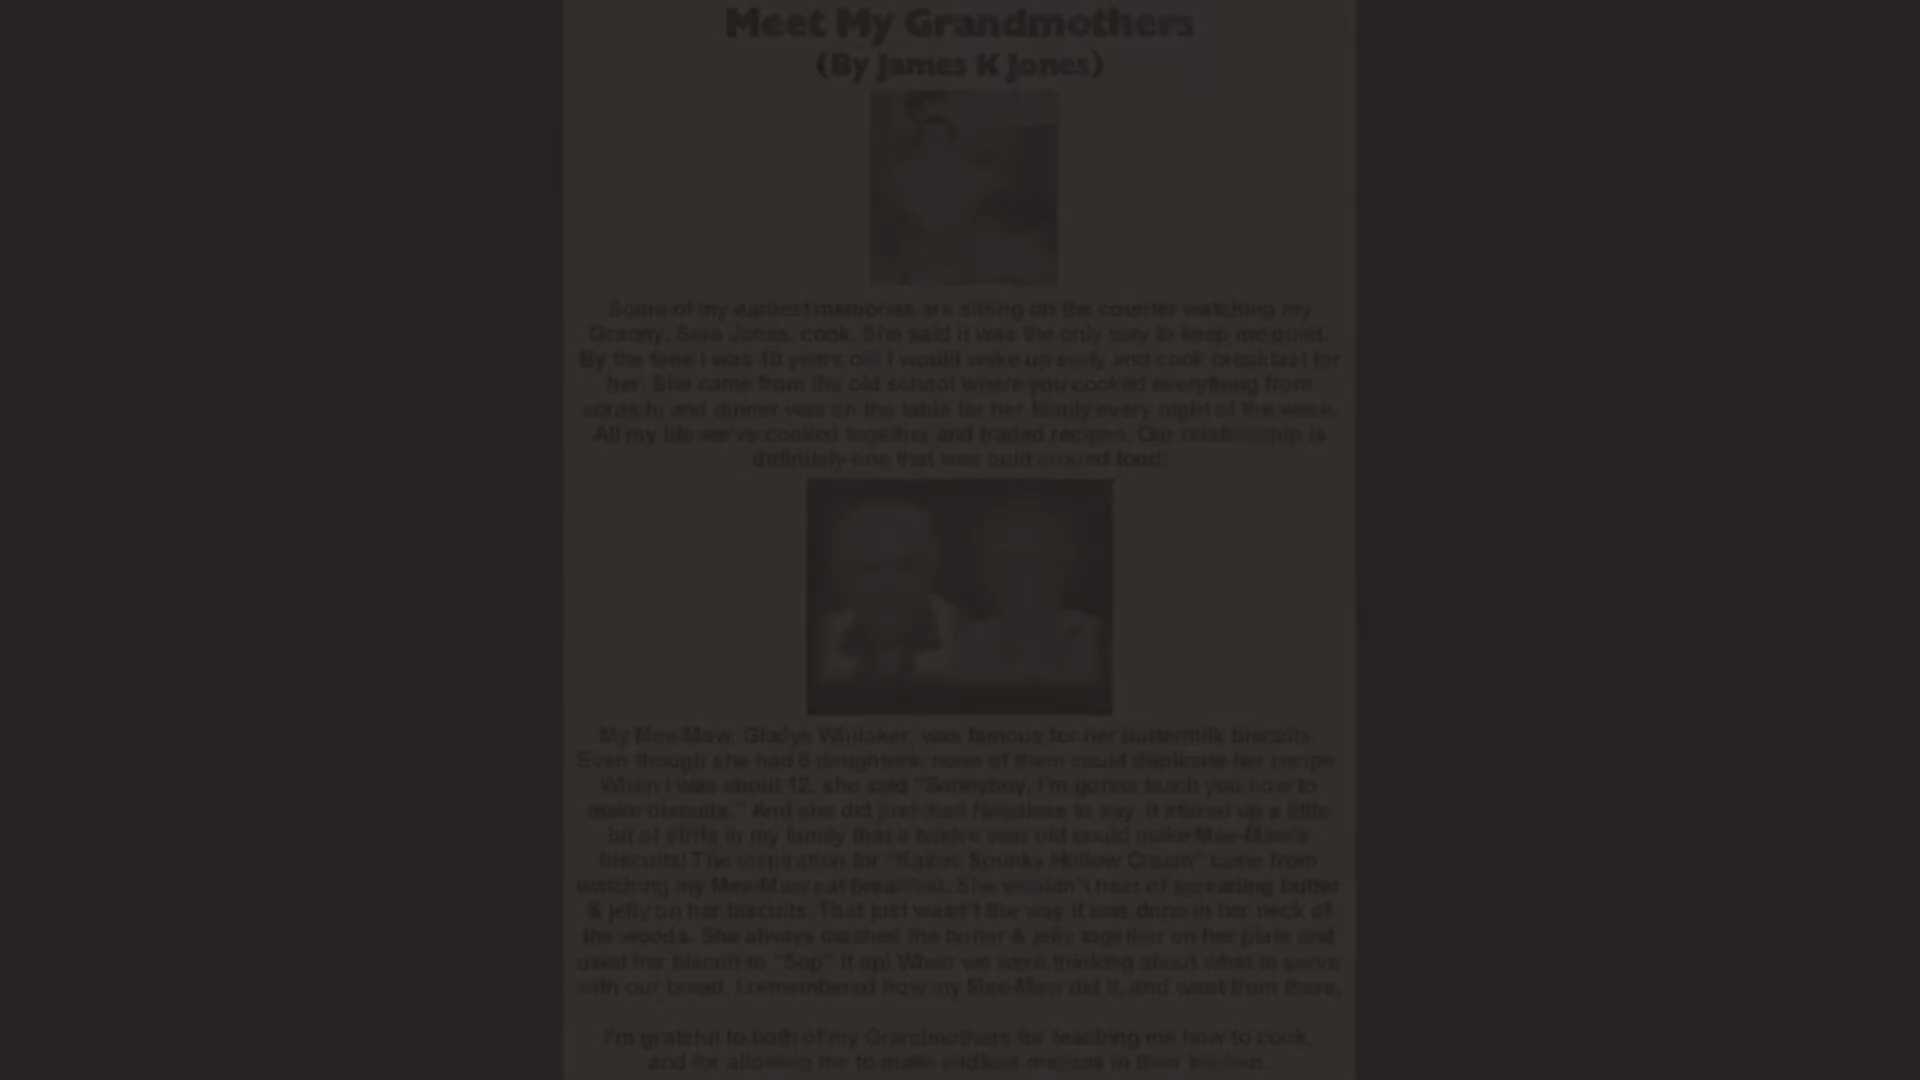 Meet My Grandmothers
(By James K Jones)
Some of my earliest memories are sitting on the counter watching my
Granny, Sara Jones, cook. She said it was the only way to keep me quiet.
By the time I was 10 years old I would wake up early and cook breakfast for
her. She came from the old school where you cooked everything from
scratch, and dinner was on the table for her family every night of the week.
All my life we've cooked together and traded recipes. Our relationship is
definitely one that was built around food!
My Mee-Maw, Gladys Whitaker, was famous for her buttermilk biscuits.
Even though she had 6 daughters, none of them could duplicate her recipe.
When I was about 12, she said "Sonnyboy, I'm gonna teach you how to
make biscuits." And she did just that! Needless to say, it stirred up a little
bit of strife in my family that a twelve year old could make Mee-Maw's
biscuits! The inspiration for Spunky Hollow Cream" came from
watching my Mee-Maw eat breakfast. She wouldn't hear of spreading butter
& jelly on her biscuits. That just wasn't the way it was done in her neck of
the woods. She always mashed the butter & jelly together on her plate and
used her biscuit to "Sop" it up! When we were thinking about what to serve
with our bread, I remembered how my Mee-Maw did it, and went from there.
I'm grateful to both of my Grandmothers for teaching me how to cook,
and for allowing me to make endless messes in their kitchen.